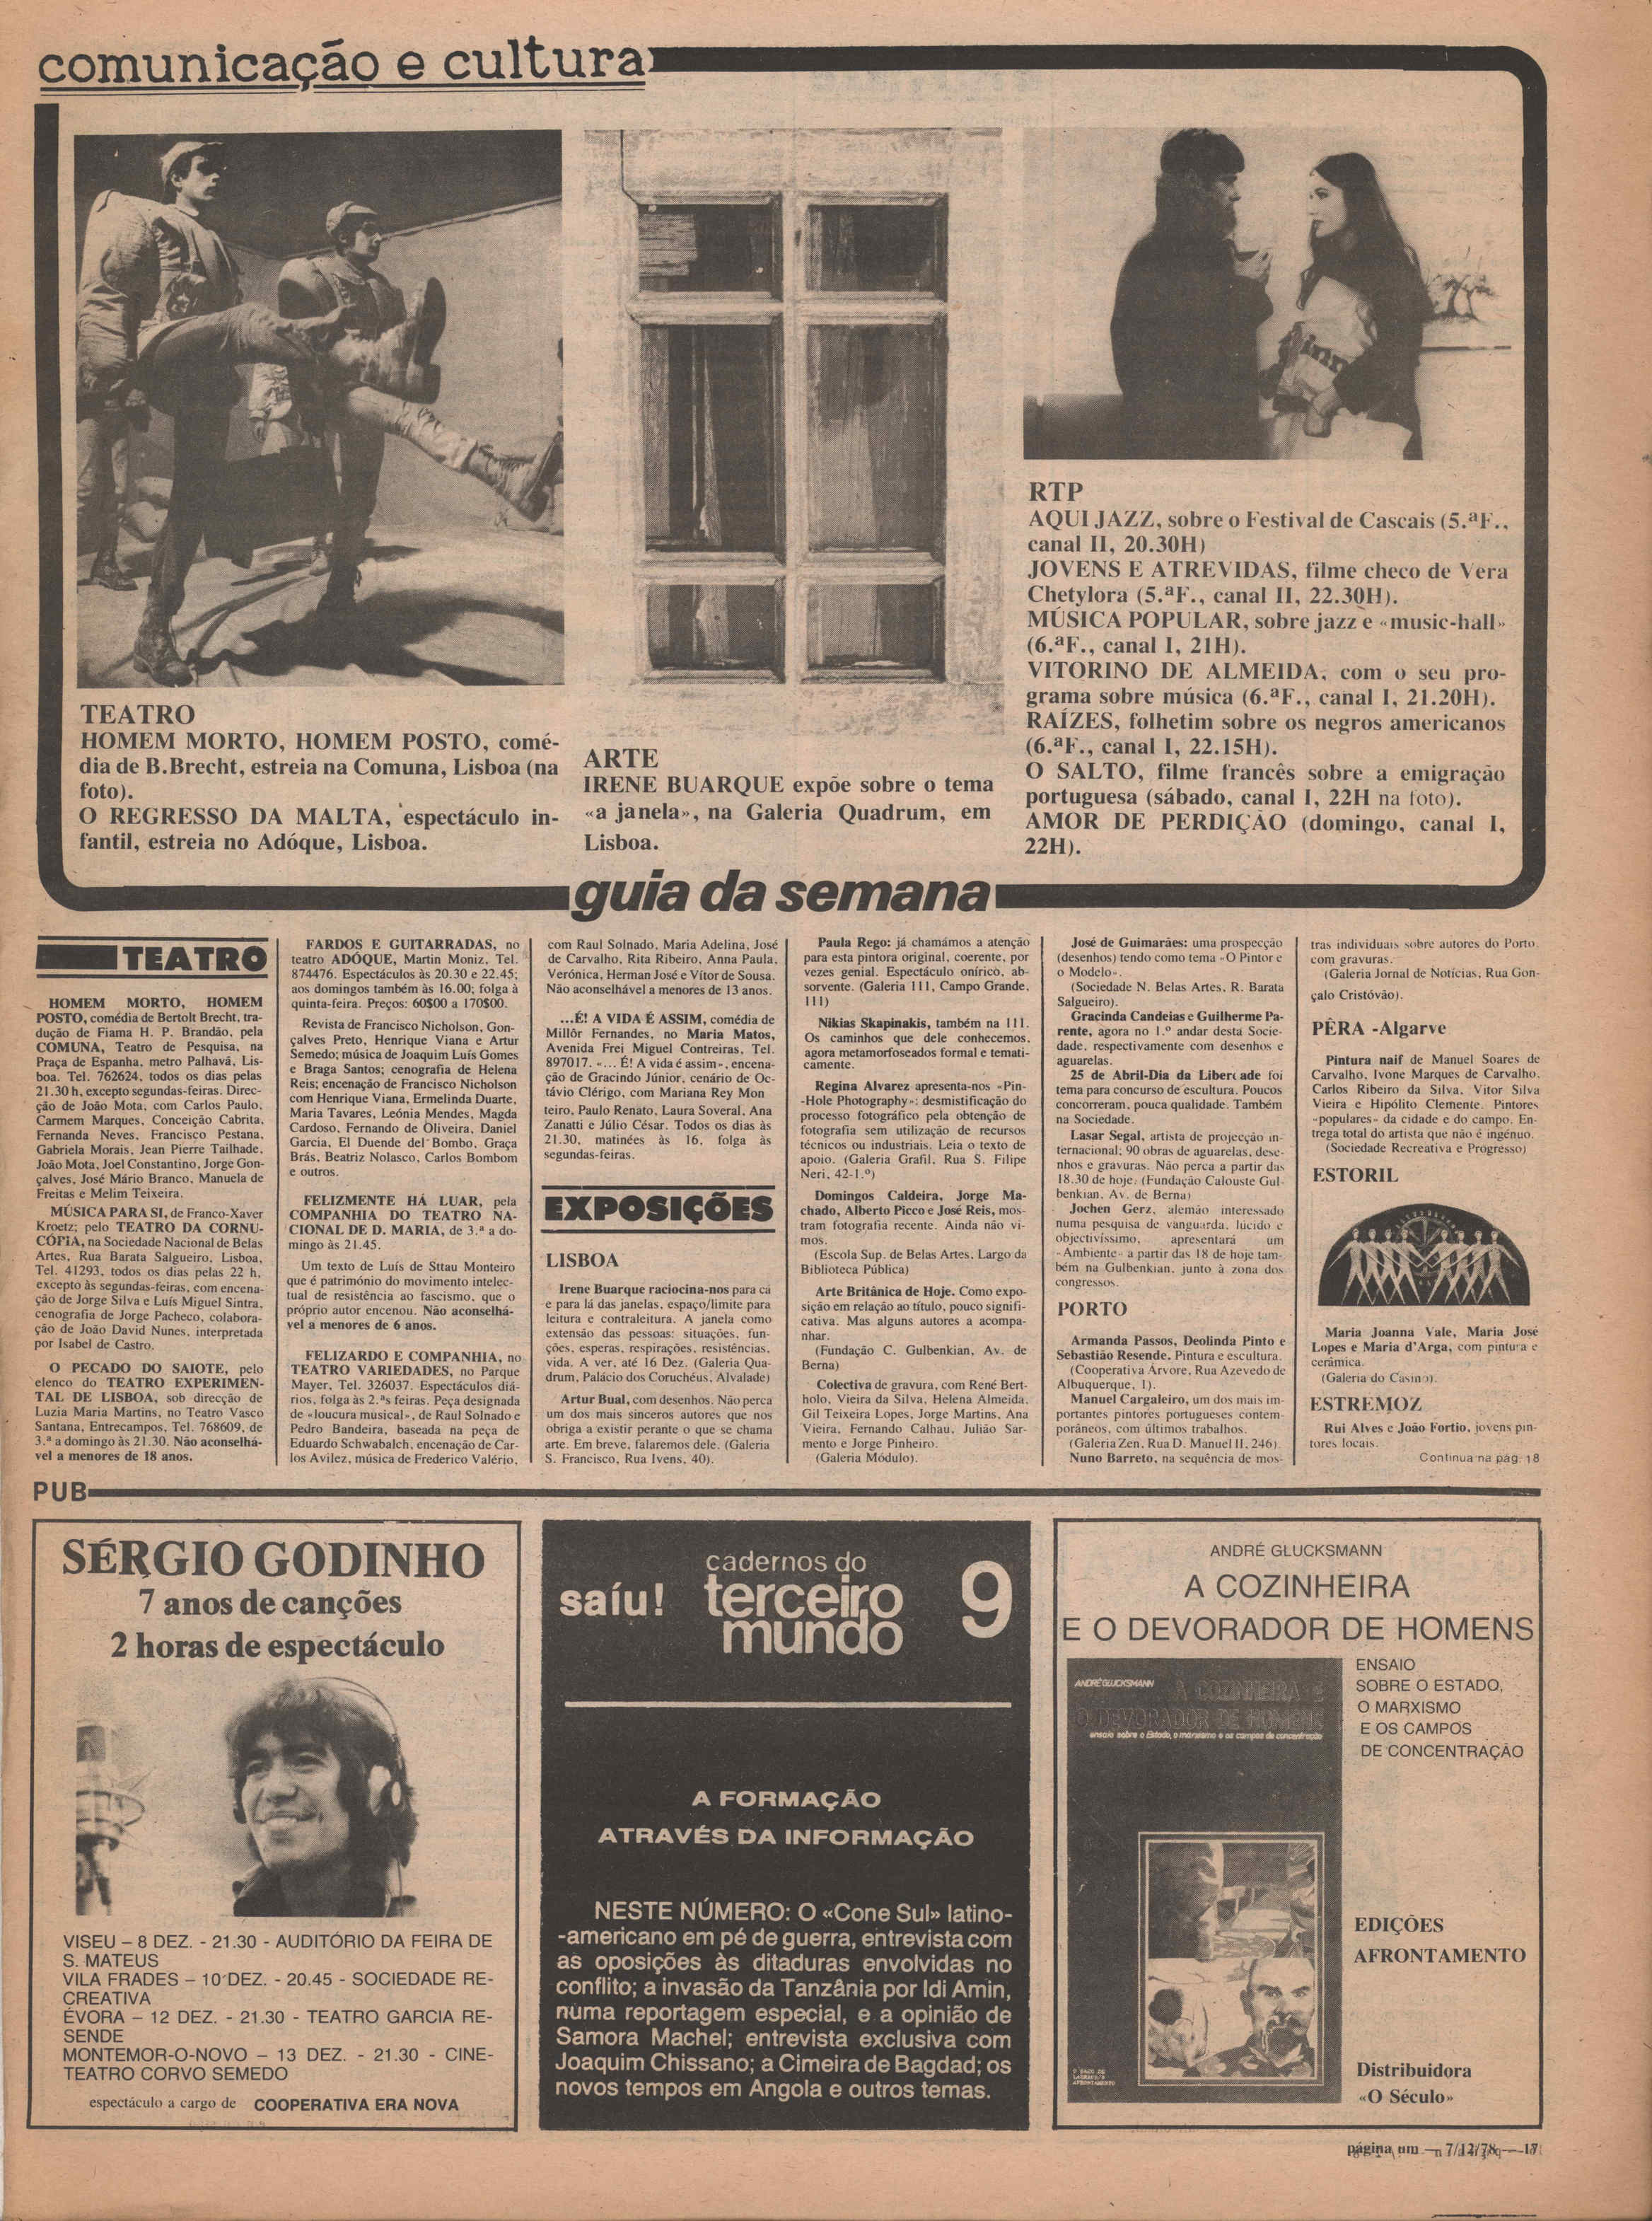 comunicação e cultura
TEATRO
HOMEM MORTO, HOMEM POSTO, comé-
dia de B.Brecht, estreia na Comuna, Lisboa (na
foto).
O REGRESSO DA MALTA, espectáculo in-
fantil, estreia no Adóque, Lisboa.
ARTE
IRENE BUARQUE expõe sobre o tema
«a janela», na Galeria Quadrum, em
Lisboa.
RTP
AQUI JAZZ, sobre o Festival de Cascais (5.ªF.,
canal II, 20.30H)
JOVENS E ATREVIDAS, filme checo de Vera
Chetylora (5.ªF., canal II, 22.30H).
MÚSICA POPULAR, sobre jazz e «music-hall»
(6.ªF., canal I, 21H).
VITORINO DE ALMEIDA, com o seu pro-
grama sobre música (6.ªF., canal I, 21.20H).
RAÍZES, folhetim sobre os negros americanos
(6.ªF., canal I, 22.15H).
O SALTO, filme francês sobre a emigração
portuguesa (sábado, canal I, 22H na foto).
AMOR DE PERDIÇÃO (domingo, canal I,
22H).
guia da semana
TEATRO
HOMEM MORTO, HOMEM
POSTO, comédia de Bertolt Brecht, tra-
dução de Fiama H. P. Brandão, pela
COMUNA, Teatro de Pesquisa, na
Praça de Espanha, metro Palhavã, Lis-
boa. Tel. 762624, todos os dias pelas
21.30 h, excepto segundas-feiras. Direc-
ção de João Mota, com Carlos Paulo,
Carmem Marques, Conceição Cabrita,
Fernanda Neves, Francisco Pestana,
Gabriela Morais, Jean Pierre Tailhade,
João Mota, Joel Constantino, Jorge Gon-
çalves, José Mário Branco, Manuela de
Freitas e Melim Teixeira.
MÚSICA PARA SI, de Franco-Xaver
Kroetz; pelo TEATRO DA CORNU-
CÓPIA, na Sociedade Nacional de Belas
Artes, Rua Barata Salgueiro, Lisboa,
Tel. 41293, todos os dias pelas 22 h,
excepto às segundas-feiras, com encena-
ção de Jorge Silva e Luís Miguel Sintra,
cenografia de Jorge Pacheco, colabora-
ção de João David Nunes, interpretada
por Isabel de Castro.
O PECADO DO SAIOTE, pelo
elenco do TEATRO EXPERIMEN-
TAL DE LISBOA, sob direcção de
Luzia Maria Martins, no Teatro Vasco
Santana, Entrecampos, Tel. 768609, de
3.ª a domingo às 21.30. Não aconselhá-
vel a menores de 18 anos.
FARDOS E GUITARRADAS, no
teatro ADÓQUE, Martin Moniz, Tel.
874476. Espectáculos às 20.30 e 22.45;
aos domingos também às 16.00; folga à
quinta-feira. Preços: 60$00 a 170$00.
Revista de Francisco Nicholson, Gon-
çalves Preto, Henrique Viana e Artur
Semedo; música de Joaquim Luís Gomes
e Braga Santos; cenografia de Helena
Reis; encenação de Francisco Nicholson
com Henrique Viana, Ermelinda Duarte,
Maria Tavares, Leónia Mendes, Magda
Cardoso, Fernando de Oliveira, Daniel
Garcia, El Duende del Bombo, Graça
Brás, Beatriz Nolasco, Carlos Bombom
e outros.
FELIZMENTE HÁ LUAR, pela
COMPANHIA DO TEATRO NA-
CIONAL DE D. MARIA, de 3.ª a do-
mingo às 21.45.
Um texto de Luís de Sttau Monteiro
que é património do movimento intelec-
tual de resistência ao fascismo, que o
próprio autor encenou. Não aconselhá-
vel a menores de 6 anos.
FELIZARDO E COMPANHIA, no
TEATRO VARIEDADES, no Parque
Mayer, Tel. 326037. Espectáculos diá-
rios, folga às 2.ªs feiras. Peça designada
de «loucura musical», de Raul Solnado e
Pedro Bandeira, baseada na peça de
Eduardo Schwabalch, encenação de Car-
los Avilez, música de Frederico Valério,
com Raul Solnado, Maria Adelina, José
de Carvalho, Rita Ribeiro, Anna Paula,
Verónica, Herman José e Vítor de Sousa.
Não aconselhável a menores de 13 anos.
...É! A VIDA É ASSIM, comédia de
Millôr Fernandes, no Maria Matos,
Avenida Frei Miguel Contreiras, Tel.
897017. «... É! A vida é assim», encena-
ção de Gracindo Júnior, cenário de Oc-
távio Clérigo, com Mariana Rey Mon
teiro, Paulo Renato, Laura Soveral, Ana
Zanatti e Júlio César. Todos os dias às
21.30, matinées às 16, folga às
segundas-feiras.
EXPOSIÇÕES
LISBOA
Irene Buarque raciocina-nos para cá
e para lá das janelas, espaço/limite para
leitura e contraleitura. A janela como
extensão das pessoas: situações, fun-
ções, esperas, respirações, resistências,
vida. A ver, até 16 Dez. (Galeria Qua-
drum, Palácio dos Coruchéus, Alvalade)
Artur Bual, com desenhos. Não perca
um dos mais sinceros autores que nos
obriga a existir perante o que se chama
arte. Em breve, falaremos dele. (Galeria
S. Francisco, Rua Ivens, 40).
Paula Rego: já chamámos a atenção
para esta pintora original, coerente, por
vezes genial. Espectáculo onírico, ab-
sorvente. (Galeria 111, Campo Grande,
111)
Nikias Skapinakis, também na 111.
Os caminhos que dele conhecemos,
agora metamorfoseados formal e temati-
camente.
Regina Alvarez apresenta-nos «Pin-
-Hole Photography»: desmistificação do
processo fotográfico pela obtenção de
fotografia sem utilização de recursos
técnicos ou industriais. Leia o texto de
apoio. (Galeria Grafil, Rua S. Filipe
Neri, 42-1.º)
Domingos Caldeira, Jorge Ma-
chado, Alberto Picco e José Reis, mos-
tram fotografia recente. Ainda não vi-
mos.
(Escola Sup. de Belas Artes, Largo da
Biblioteca Pública)
Arte Britânica de Hoje. Como expo-
sição em relação ao título, pouco signifi-
cativa. Mas alguns autores a acompa-
nhar.
(Fundação C. Gulbenkian, Av. de
Berna)
Colectiva de gravura, com René Bert-
holo, Vieira da Silva, Helena Almeida,
Gil Teixeira Lopes, Jorge Martins, Ana
Vieira, Fernando Calhau, Julião Sar-
mento e Jorge Pinheiro.
(Galeria Módulo).
José de Guimarães: uma prospecção
(desenhos) tendo como tema «O Pintor e
o Modelo».
(Sociedade N. Belas Artes, R. Barata
Salgueiro).
Gracinda Candeias e Guilherme Pa-
rente, agora no 1.º andar desta Socie-
dade, respectivamente com desenhos e
aguarelas.
25 de Abril-Dia da Liberdade foi
tema para concurso de escultura. Poucos
concorreram, pouca qualidade. Também
na Sociedade.
Lasar Segal, artista de projecção in-
ternacional; 90 obras de aguarelas, dese-
nhos e gravuras. Não perca a partir das
18.30 de hoje. (Fundação Calouste Gul-
benkian, Av. de Berna)
Jochen Gerz, alemão interessado
numa pesquisa de vanguarda, lúcido e
objectivíssimo, apresentará um
«Ambiente» a partir das 18 de hoje tam-
bém na Gulbenkian, junto à zona dos
congressos.
PORTO
Armanda Passos, Deolinda Pinto e
Sebastião Resende, Pintura e escultura.
(Cooperativa Árvore, Rua Azevedo de
Albuquerque, 1).
Manuel Cargaleiro, um dos mais im-
portantes pintores portugueses contem-
porâneos, com últimos trabalhos.
(Galeria Zen, Rua D. Manuel II, 246).
Nuno Barreto, na sequência de mos-
tras individuais sobre autores do Porto,
com gravuras.
(Galeria Jornal de Notícias, Rua Gon-
çalo Cristóvão).
PÊRA -Algarve
Pintura naif de Manuel Soares de
Carvalho, Ivone Marques de Carvalho,
Carlos Ribeiro da Silva, Vitor Silva
Vieira e Hipólito Clemente. Pintores
«populares» da cidade e do campo. En-
trega total do artista que não é ingénuo.
(Sociedade Recreativa e Progresso)
ESTORIL
Maria Joanna Vale, Maria José
Lopes e Maria d'Arga, com pintura e
cerâmica.
(Galeria do Casino).
ESTREMOZ
Rui Alves e João Fortio, jovens pin-
tores locais.
Continua na pág. 18
PUB
SÉRGIO GODINHO
7 anos de canções
2 horas de espectáculo
VISEU – 8 DEZ. - 21.30 - AUDITÓRIO DA FEIRA DE
S. MATEUS
VILA FRADES – 10 DEZ. - 20.45 - SOCIEDADE RE-
CREATIVA
ÉVORA – 12 DEZ. - 21.30 - TEATRO GARCIA RE-
SENDE
MONTEMOR-O-NOVO – 13 DEZ. - 21.30 - CINE-
TEATRO CORVO SEMEDO
espectáculo a cargo de COOPERATIVA ERA NOVA
saíu!
cadernos do
terceiro
mundo
9
A FORMAÇÃO
ATRAVÉS DA INFORMAÇÃO
NESTE NÚMERO: O «Cone Sul» latino-
-americano em pé de guerra, entrevista com
as oposições às ditaduras envolvidas no
conflito; a invasão da Tanzânia por Idi Amin,
numa reportagem especial, e a opinião de
Samora Machel; entrevista exclusiva com
Joaquim Chissano; a Cimeira de Bagdad; os
novos tempos em Angola e outros temas.
ANDRÉ GLUCKSMANN
A COZINHEIRA
E O DEVORADOR DE HOMENS
ANDRÉ GLUCKSMANN
A COZINHEIRA E
O DEVORADOR DE HOMENS
ensaio sobre o Estado, o marxismo e os campos de concentração
ENSAIO
SOBRE O ESTADO,
O MARXISMO
E OS CAMPOS
DE CONCENTRAÇÃO
EDIÇÕES
AFRONTAMENTO
Distribuidora
«O Século»
página um — 7/12/78 — 17